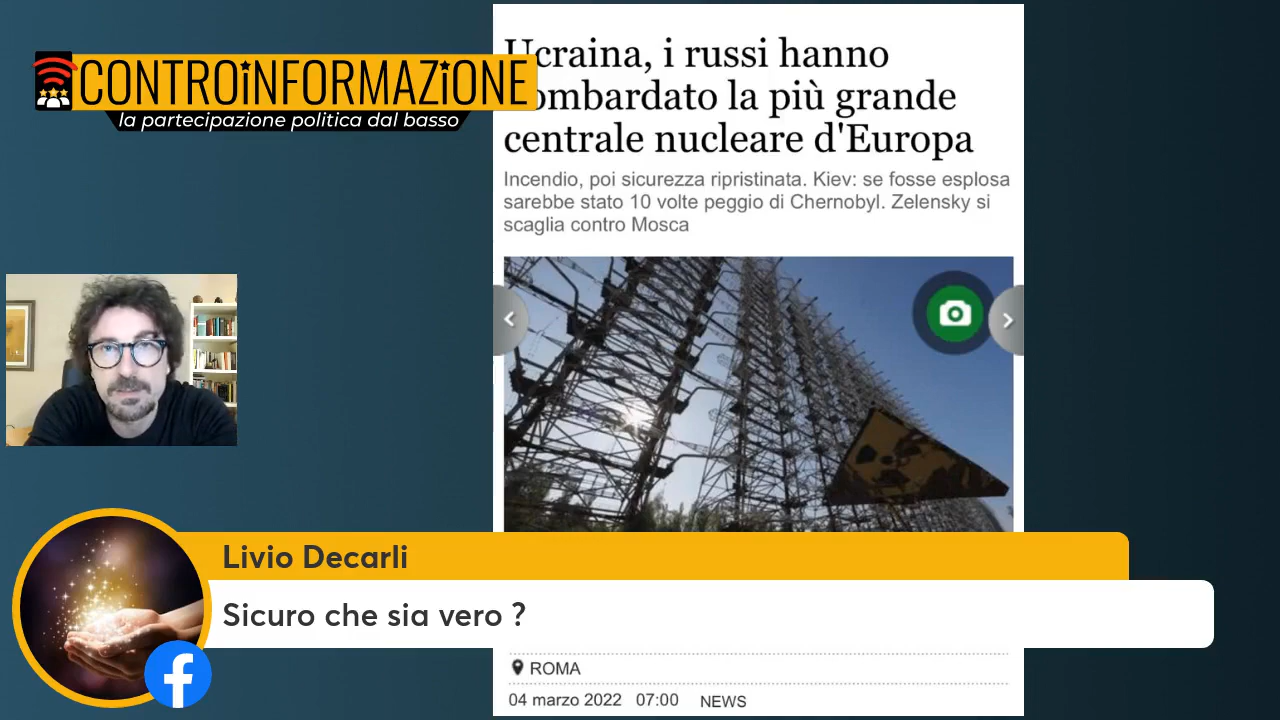 CONTROiNFORMAZiONE
la partecipazione politica dal basso
Ucraina, i russi hanno
bombardato la più grande
centrale nucleare d'Europa
Incendio, poi sicurezza ripristinata. Kiev: se fosse esplosa
sarebbe stato 10 volte peggio di Chernobyl. Zelensky si
scaglia contro Mosca
Livio Decarli
Sicuro che sia vero ?
ROMA
04 marzo 2022 07:00 NEWS